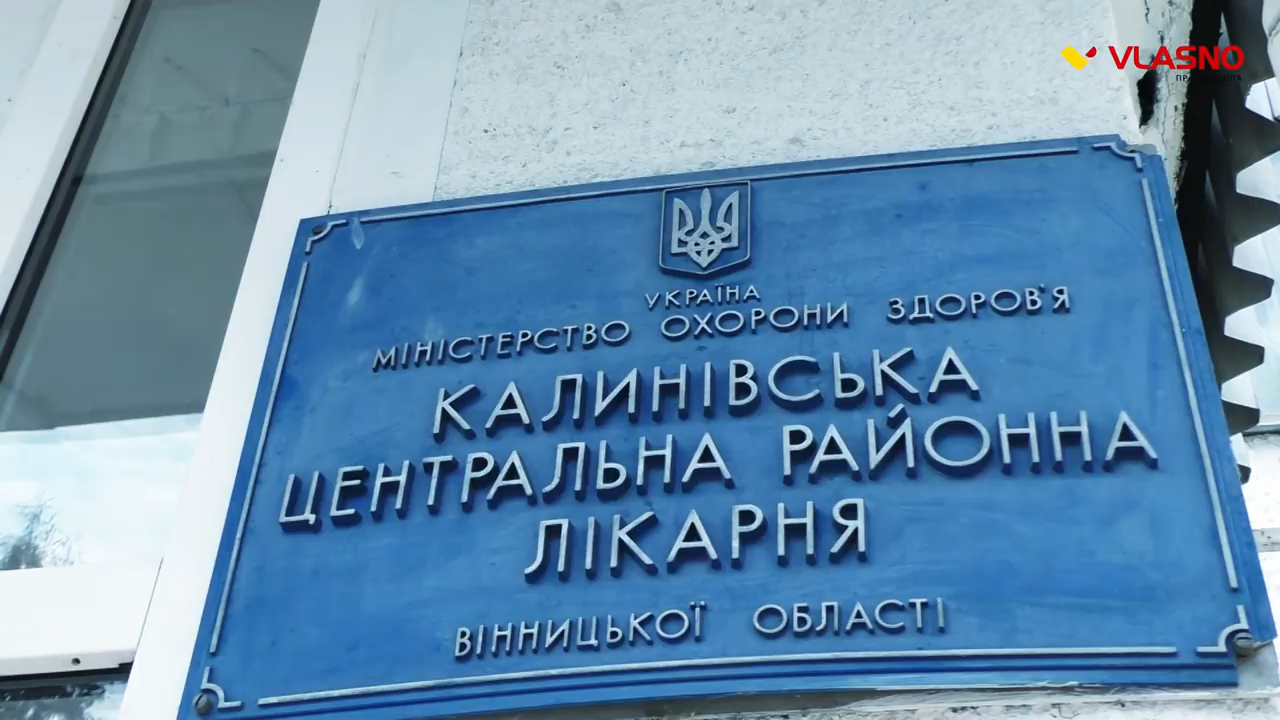 VLASNO
УКРАЇНА
МІНІСТЕРСТВО ОХОРОНИ ЗДОРОВ'Я
КАЛИНІВСЬКА
ЦЕНТРАЛЬНА РАЙОННА
ЛІКАРНЯ
ВІННИЦЬКОЇ ОБЛАСТІ